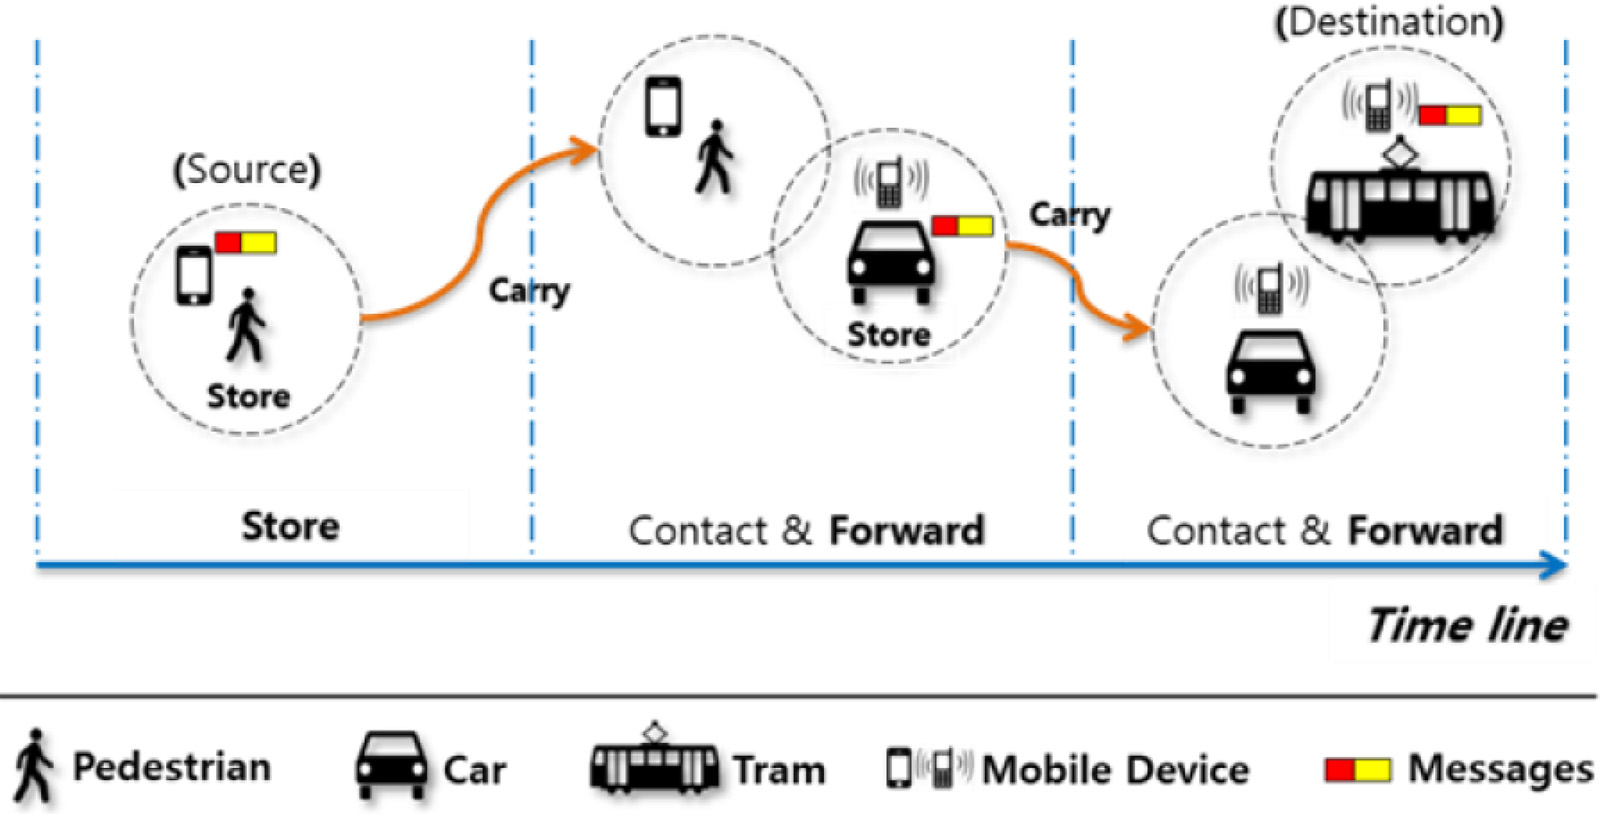 (Destination)
(Source)
Carry
Carry
Store
Store
Store
Contact & Forward
Contact & Forward
Time line
Pedestrian
Car
Tram
Mobile Device
Messages